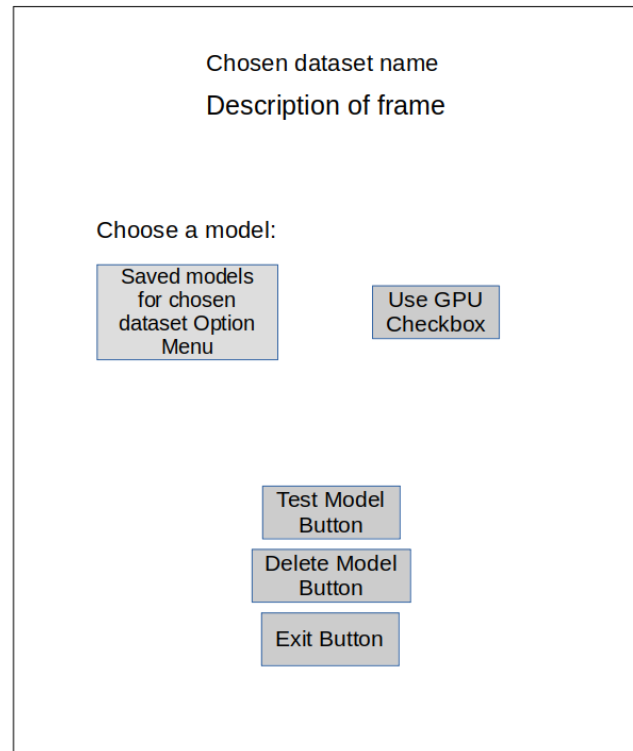 Chosen dataset name
Description of frame
Choose a model:
Saved models
for chosen
dataset Option
Menu
Use GPU
Checkbox
Test Model
Button
Delete Model
Button
Exit Button